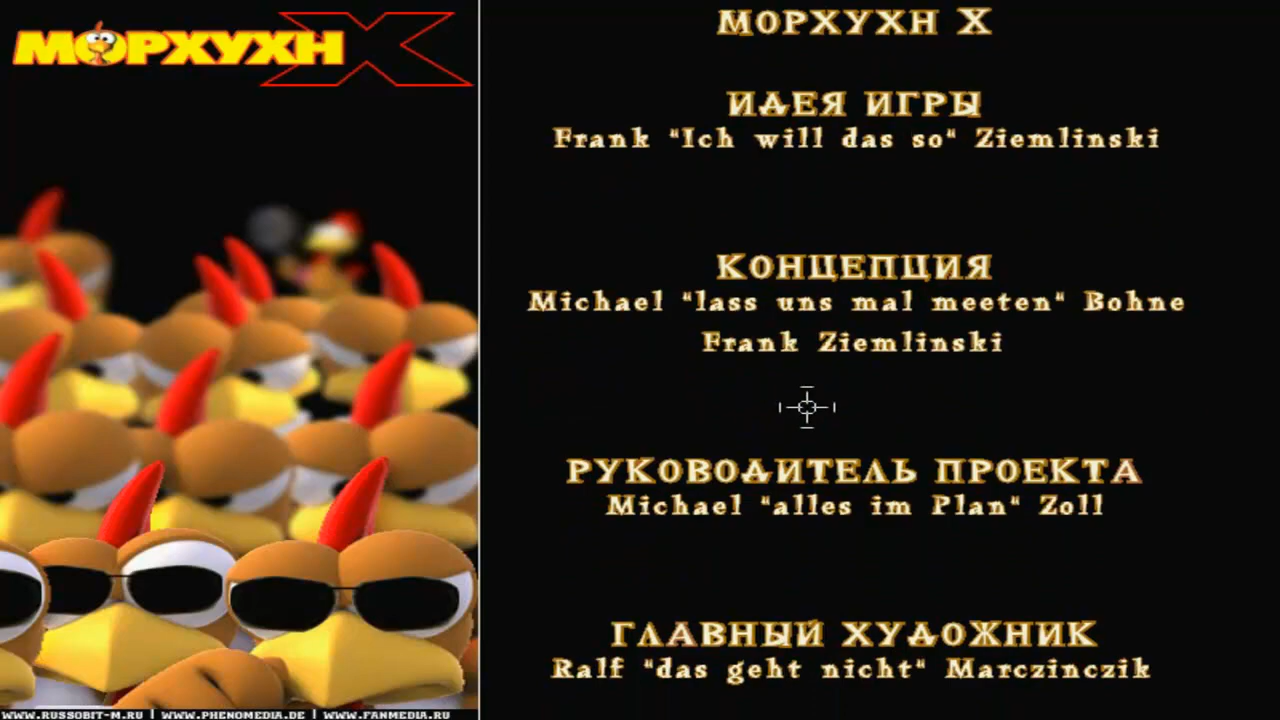 МОРХУХН X
МОРХУХН X
ИДЕЯ ИГРЫ
Frank "Ich will das so" Ziemlinski
КОНЦЕПЦИЯ
Michael "lass uns mal meeten" Bohne
Frank Ziemlinski
РУКОВОДИТЕЛЬ ПРОЕКТА
Michael "alles im Plan" Zoll
ГЛАВНЫЙ ХУДОЖНИК
Ralf "das geht nicht" Marczinczik
WWW.RUSSOBIT-M.RU | WWW.PHENOMEDIA.DE | WWW.FANMEDIA.RU